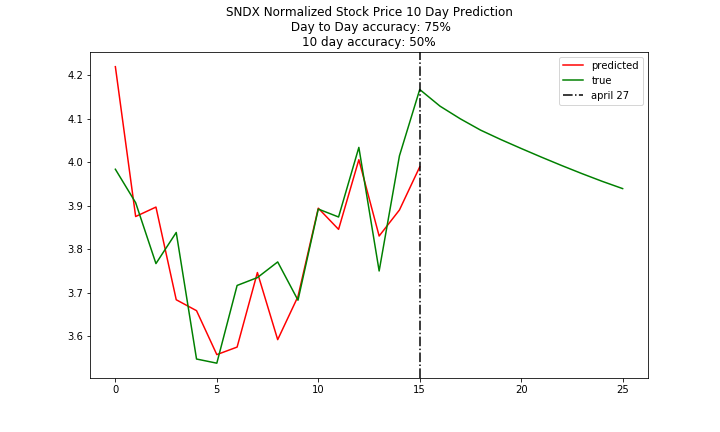 SNDX Normalized Stock Price 10 Day Prediction
Day to Day accuracy: 75%
10 day accuracy: 50%
predicted
true
april 27
4.2
4.1
4.0
3.9
3.8
3.7
3.6
0 5 10 15 20 25